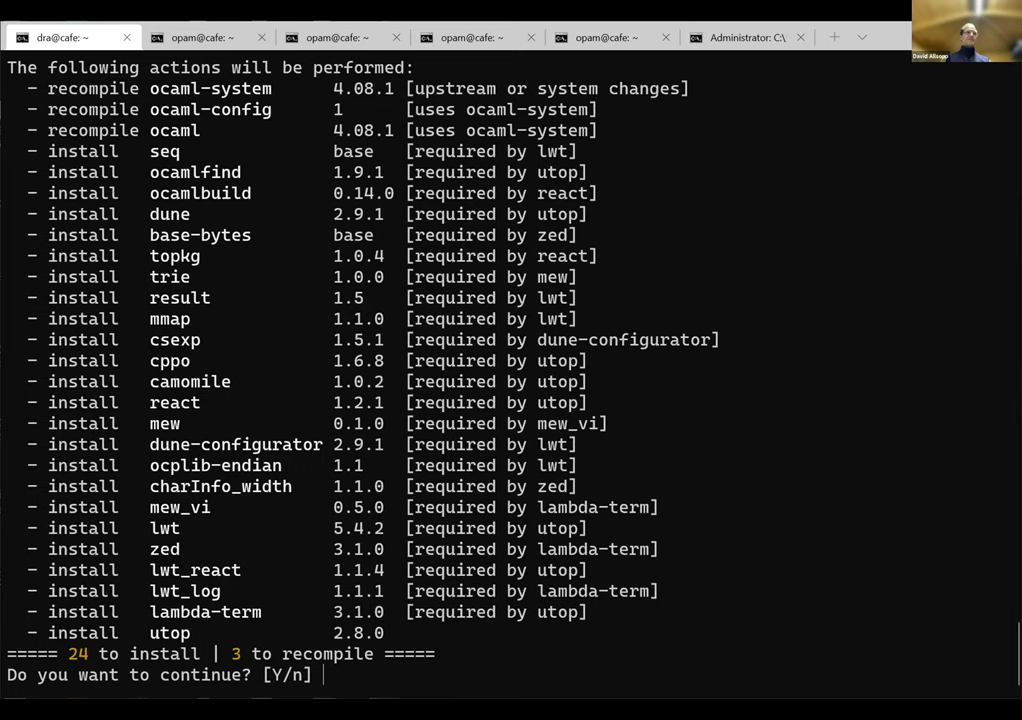 dra@cafe: ~
opam@cafe: ~
opam@cafe: ~
opam@cafe: ~
opam@cafe: ~
Administrator: C:\
David Allsopp
The following actions will be performed:
- recompile ocaml-system 4.08.1 [upstream or system changes]
- recompile ocaml-config 1 [uses ocaml-system]
- recompile ocaml 4.08.1 [uses ocaml-system]
- install seq base [required by lwt]
- install ocamlfind 1.9.1 [required by utop]
- install ocamlbuild 0.14.0 [required by react]
- install dune 2.9.1 [required by utop]
- install base-bytes base [required by zed]
- install topkg 1.0.4 [required by react]
- install trie 1.0.0 [required by mew]
- install result 1.5 [required by lwt]
- install mmap 1.1.0 [required by lwt]
- install csexp 1.5.1 [required by dune-configurator]
- install cppo 1.6.8 [required by utop]
- install camomile 1.0.2 [required by utop]
- install react 1.2.1 [required by utop]
- install mew 0.1.0 [required by mew_vi]
- install dune-configurator 2.9.1 [required by lwt]
- install ocplib-endian 1.1 [required by lwt]
- install charInfo_width 1.1.0 [required by zed]
- install mew_vi 0.5.0 [required by lambda-term]
- install lwt 5.4.2 [required by utop]
- install zed 3.1.0 [required by lambda-term]
- install lwt_react 1.1.4 [required by utop]
- install lwt_log 1.1.1 [required by lambda-term]
- install lambda-term 3.1.0 [required by utop]
- install utop 2.8.0
===== 24 to install | 3 to recompile =====
Do you want to continue? [Y/n]